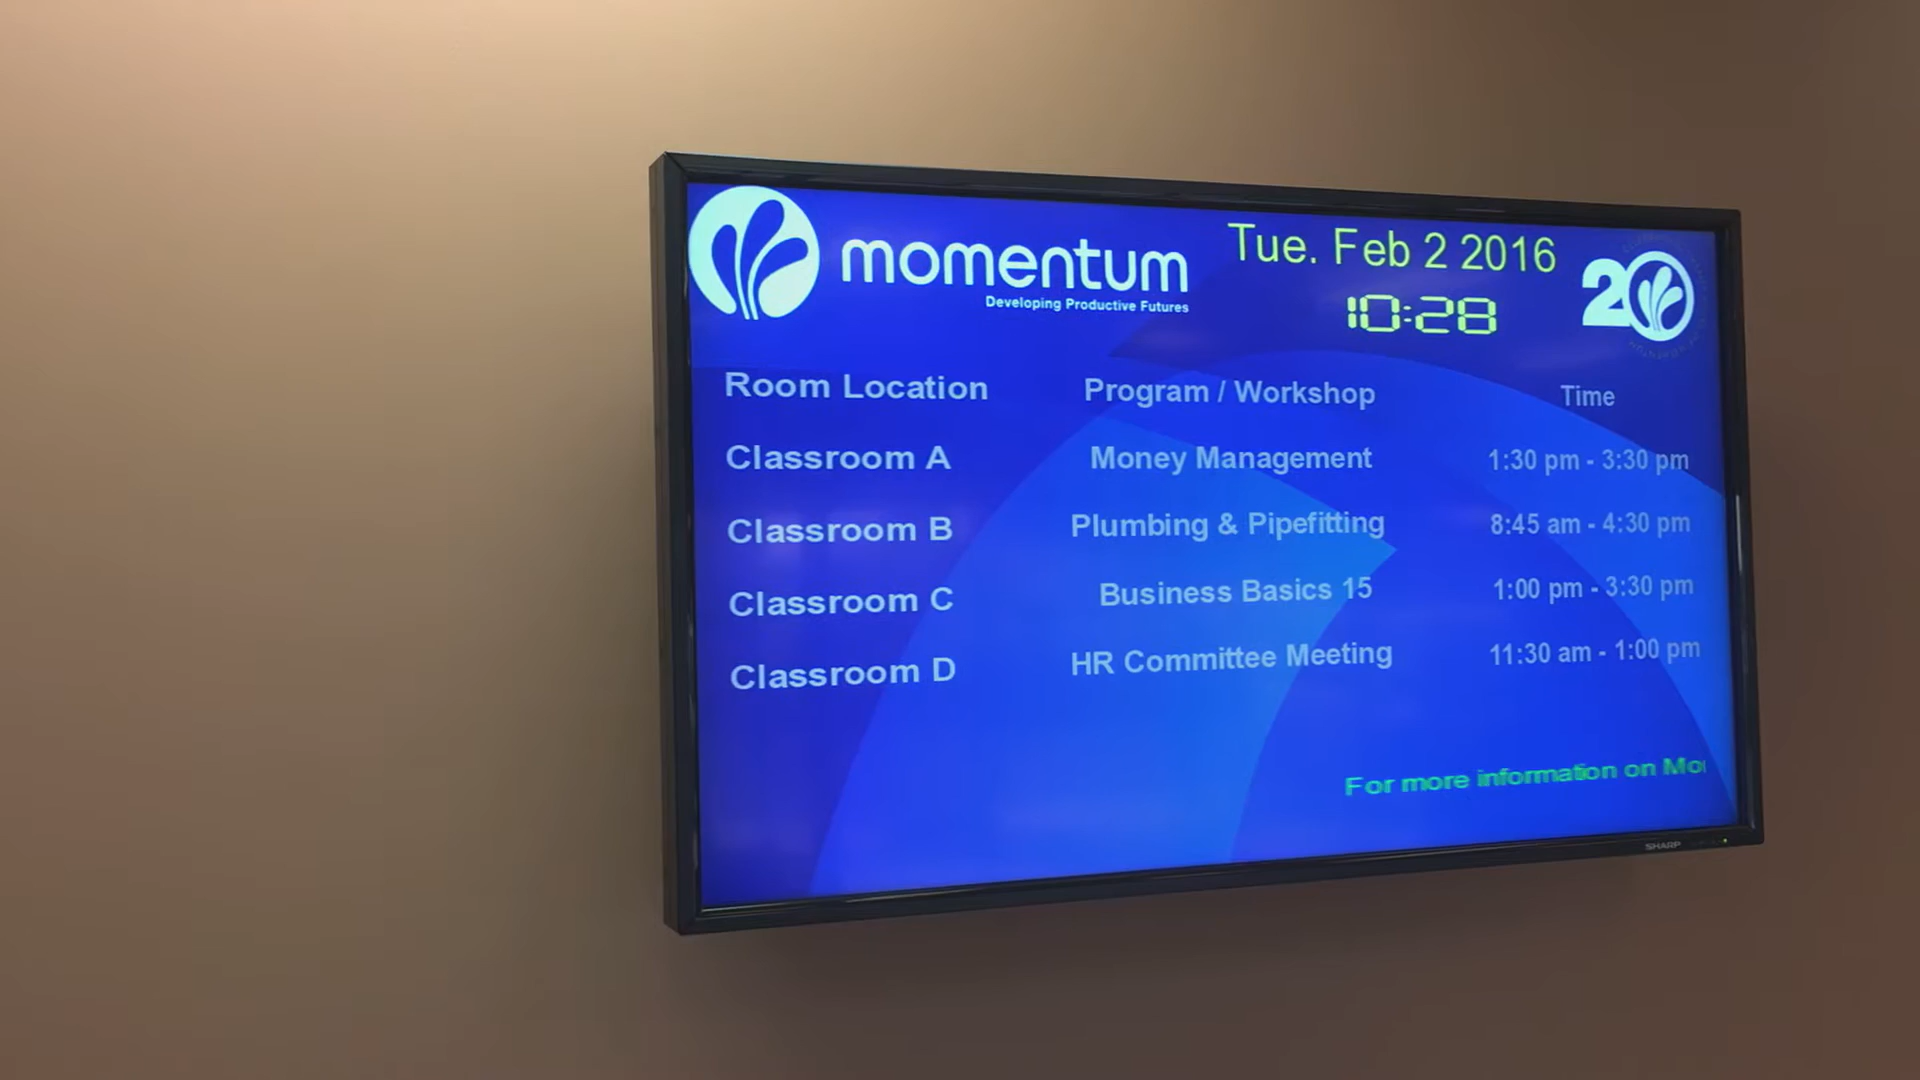 momentum
Developing Productive Futures
Tue. Feb 2 2016
10:28
20
Room Location Program / Workshop Time
Classroom A Money Management 1:30 pm - 3:30 pm
Classroom B Plumbing & Pipefitting 8:45 am - 4:30 pm
Classroom C Business Basics 15 1:00 pm - 3:30 pm
Classroom D HR Committee Meeting 11:30 am - 1:00 pm
For more information on Mo
SHARP